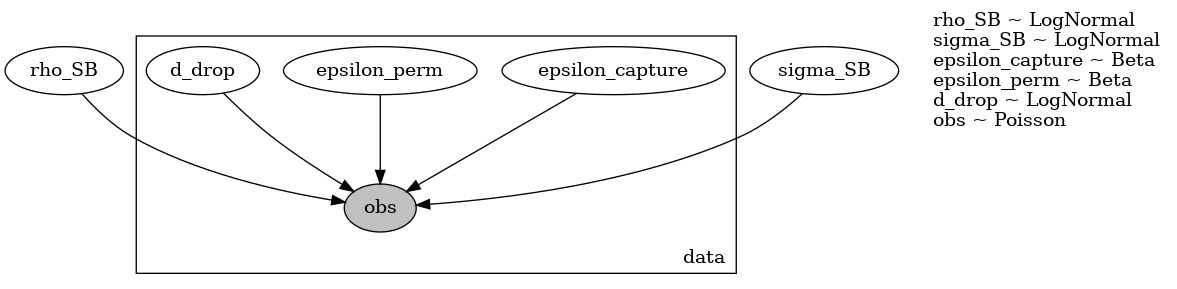 rho_SB
d_drop
epsilon_perm
epsilon_capture
sigma_SB
obs
data
rho_SB ~ LogNormal
sigma_SB ~ LogNormal
epsilon_capture ~ Beta
epsilon_perm ~ Beta
d_drop ~ LogNormal
obs ~ Poisson